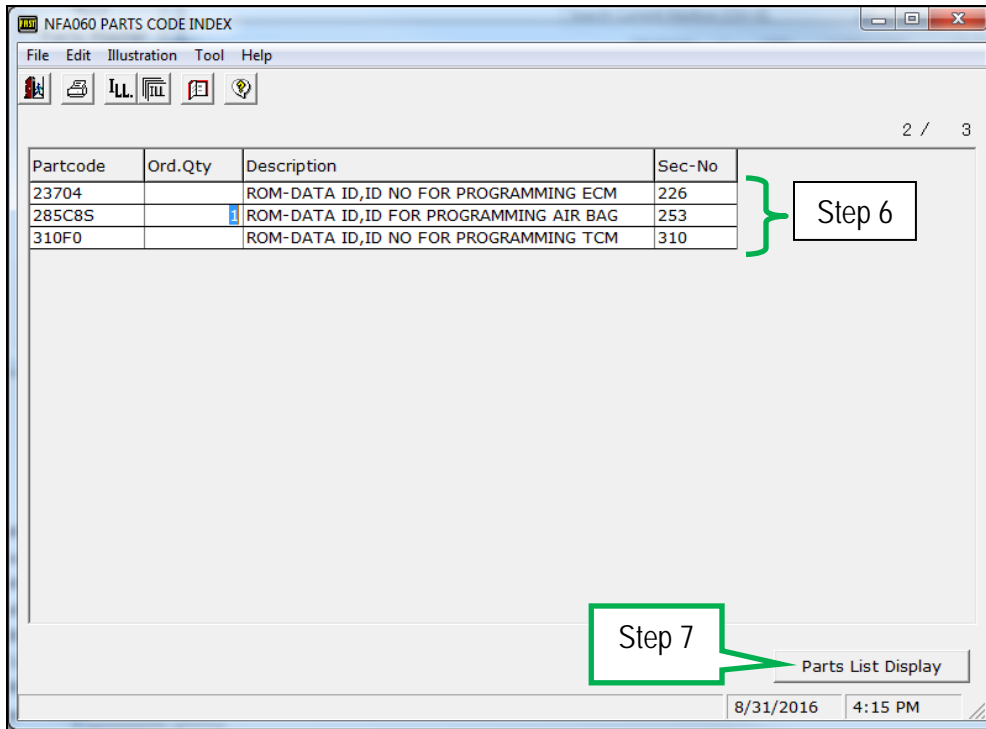 FAST NFA060 PARTS CODE INDEX
File Edit Illustration Tool Help
ILL. ILL
2 / 3
Partcode Ord.Qty Description Sec-No
23704 ROM-DATA ID,ID NO FOR PROGRAMMING ECM 226
285C8S 1 ROM-DATA ID,ID FOR PROGRAMMING AIR BAG 253
310F0 ROM-DATA ID,ID NO FOR PROGRAMMING TCM 310
Step 6
Step 7
Parts List Display
8/31/2016 4:15 PM